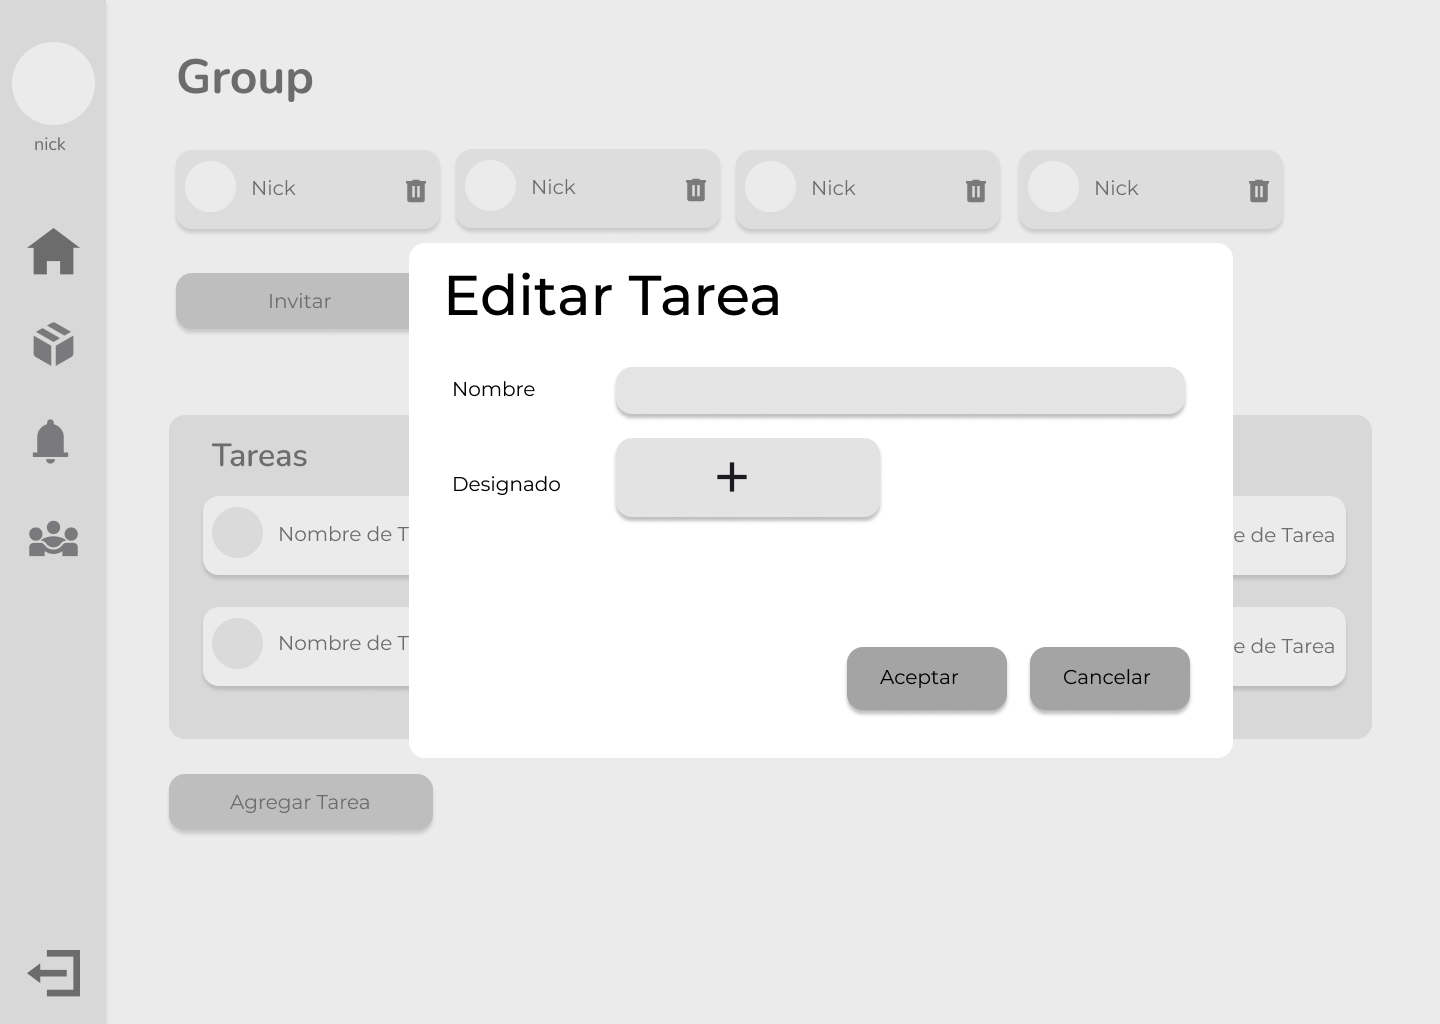 Group
nick
Nick
Nick
Nick
Nick
Invitar
Editar Tarea
Nombre
Designado
Tareas
Nombre de T
e de Tarea
Nombre de T
e de Tarea
Aceptar
Cancelar
Agregar Tarea